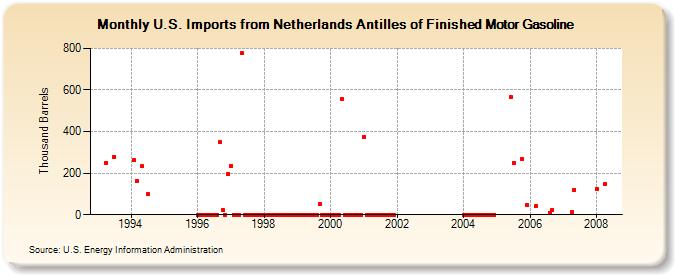 Monthly U.S. Imports from Netherlands Antilles of Finished Motor Gasoline
Thousand Barrels
800
600
400
200
0
1994 1996 1998 2000 2002 2004 2006 2008
Source: U.S. Energy Information Administration